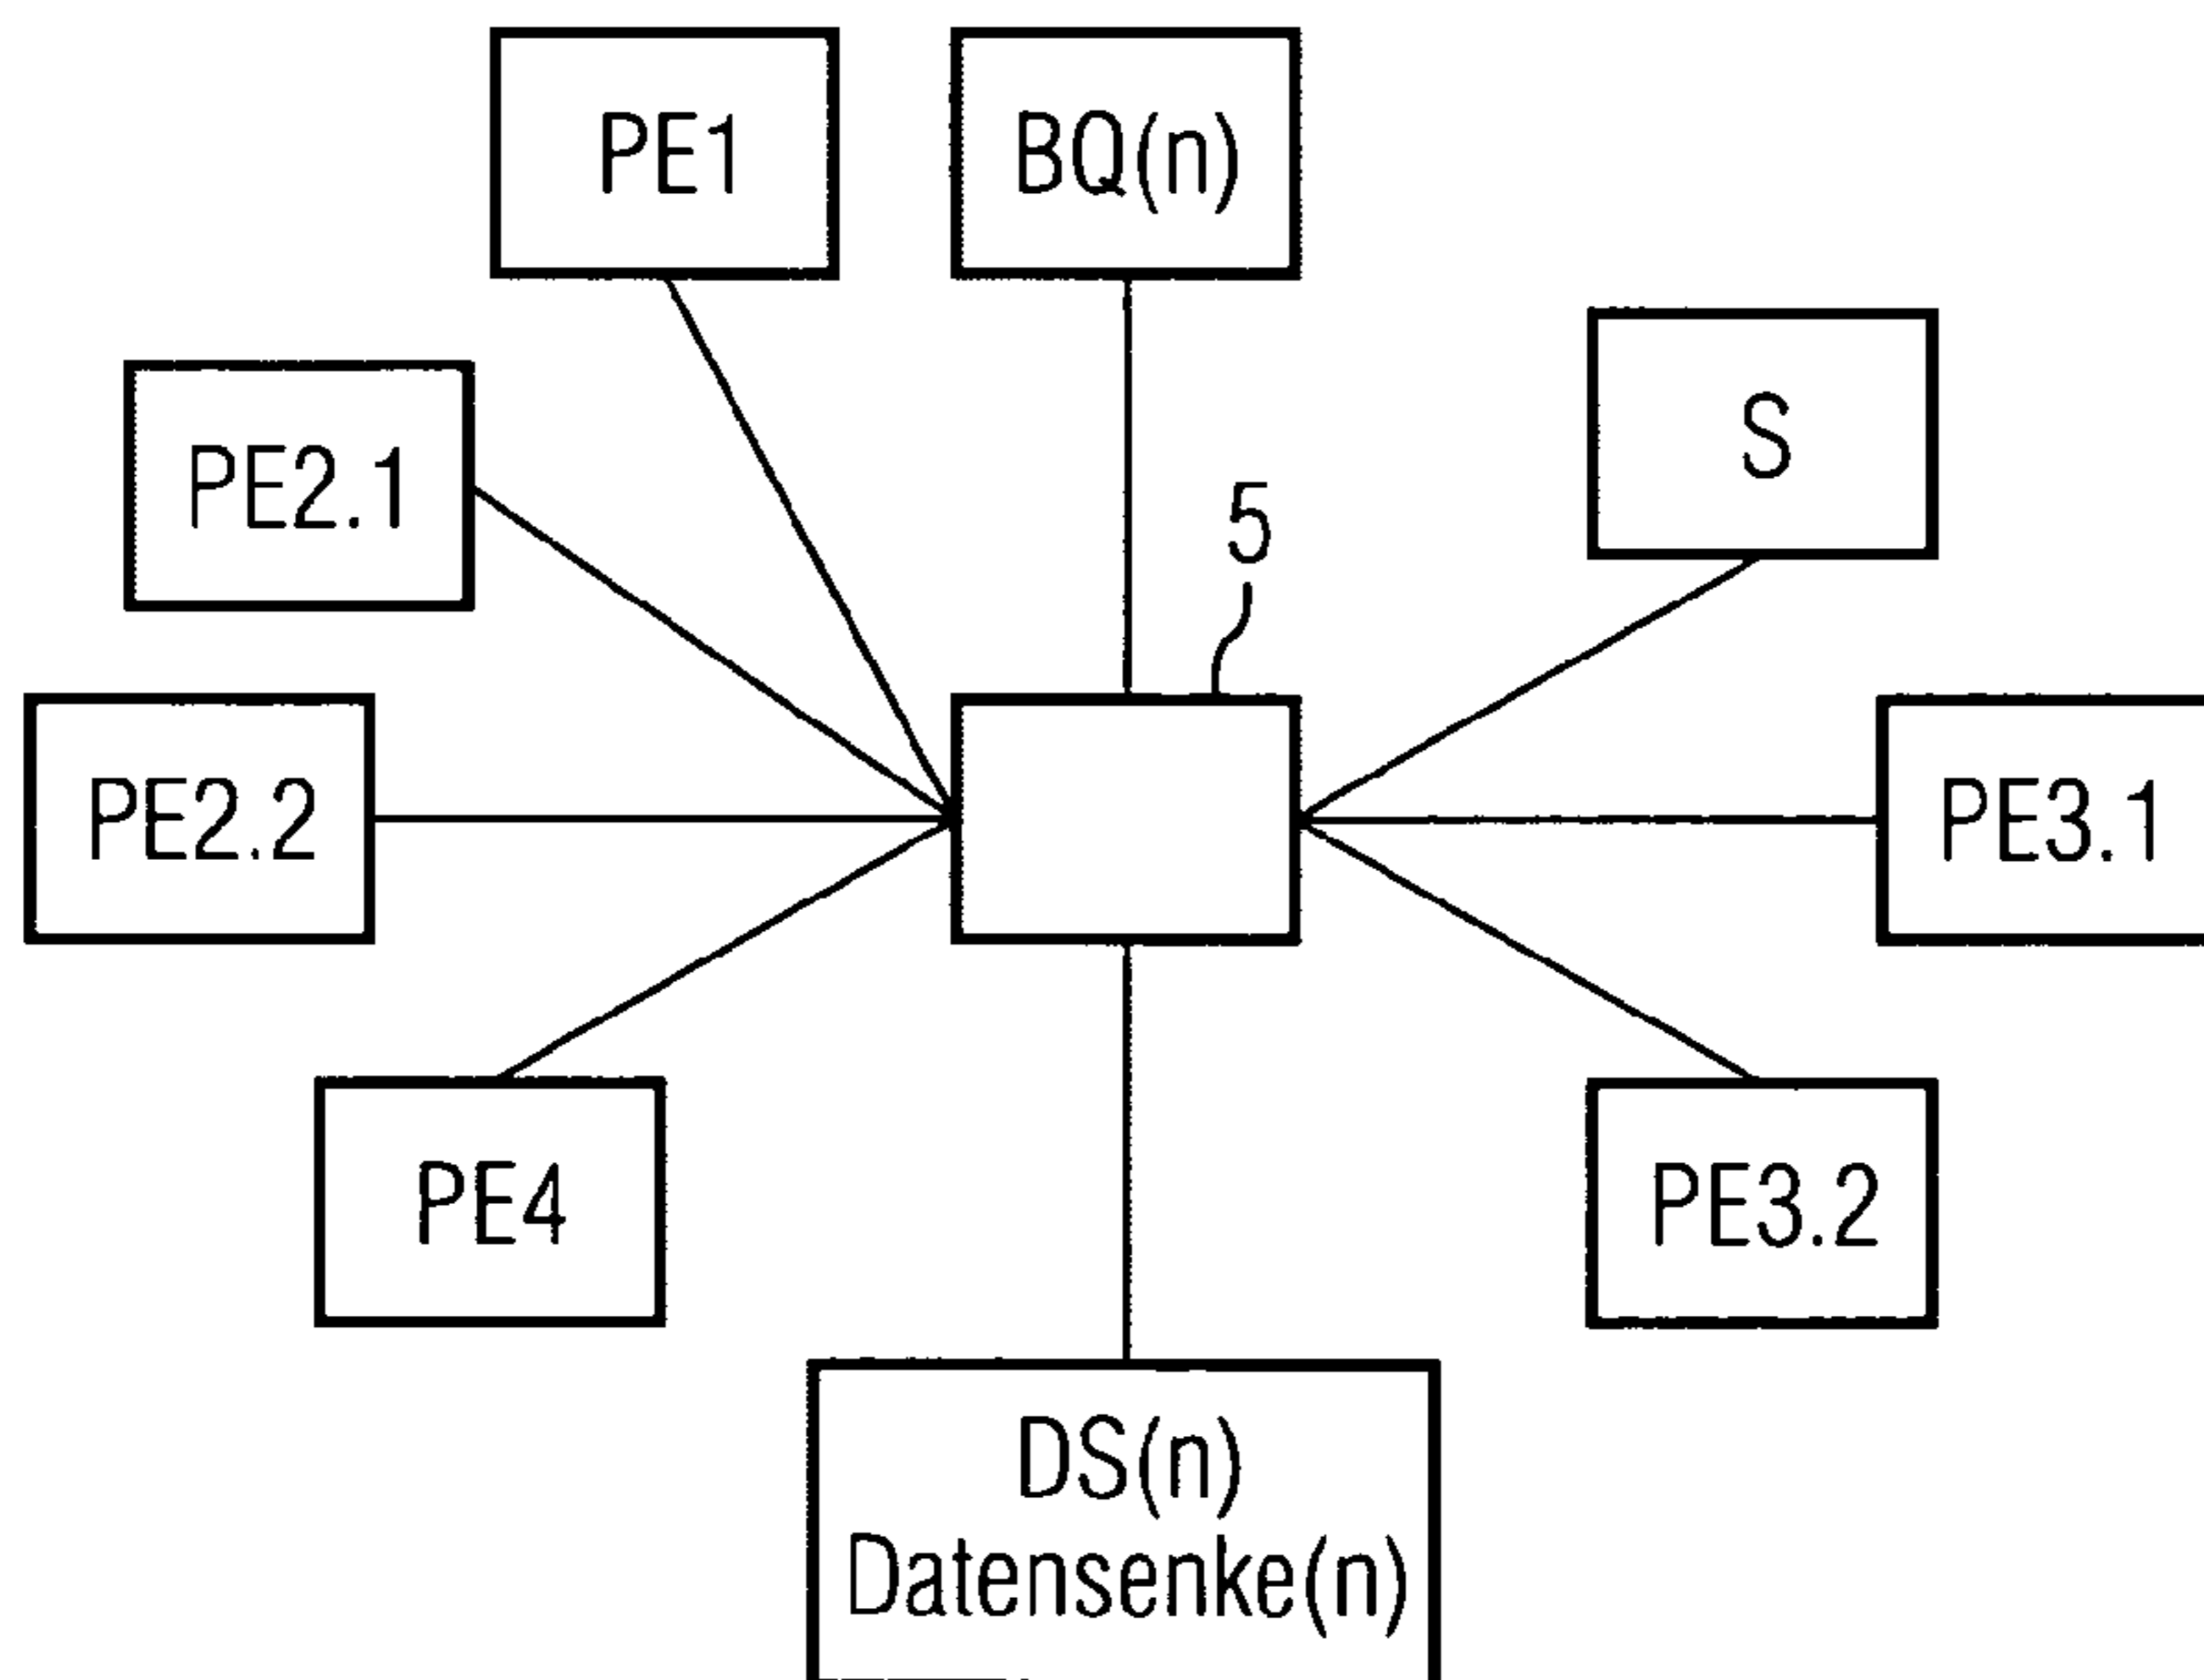 PE1
BQ(n)
S
PE2.1
5
PE2.2
PE3.1
PE4
PE3.2
DS(n)
Datensenke(n)